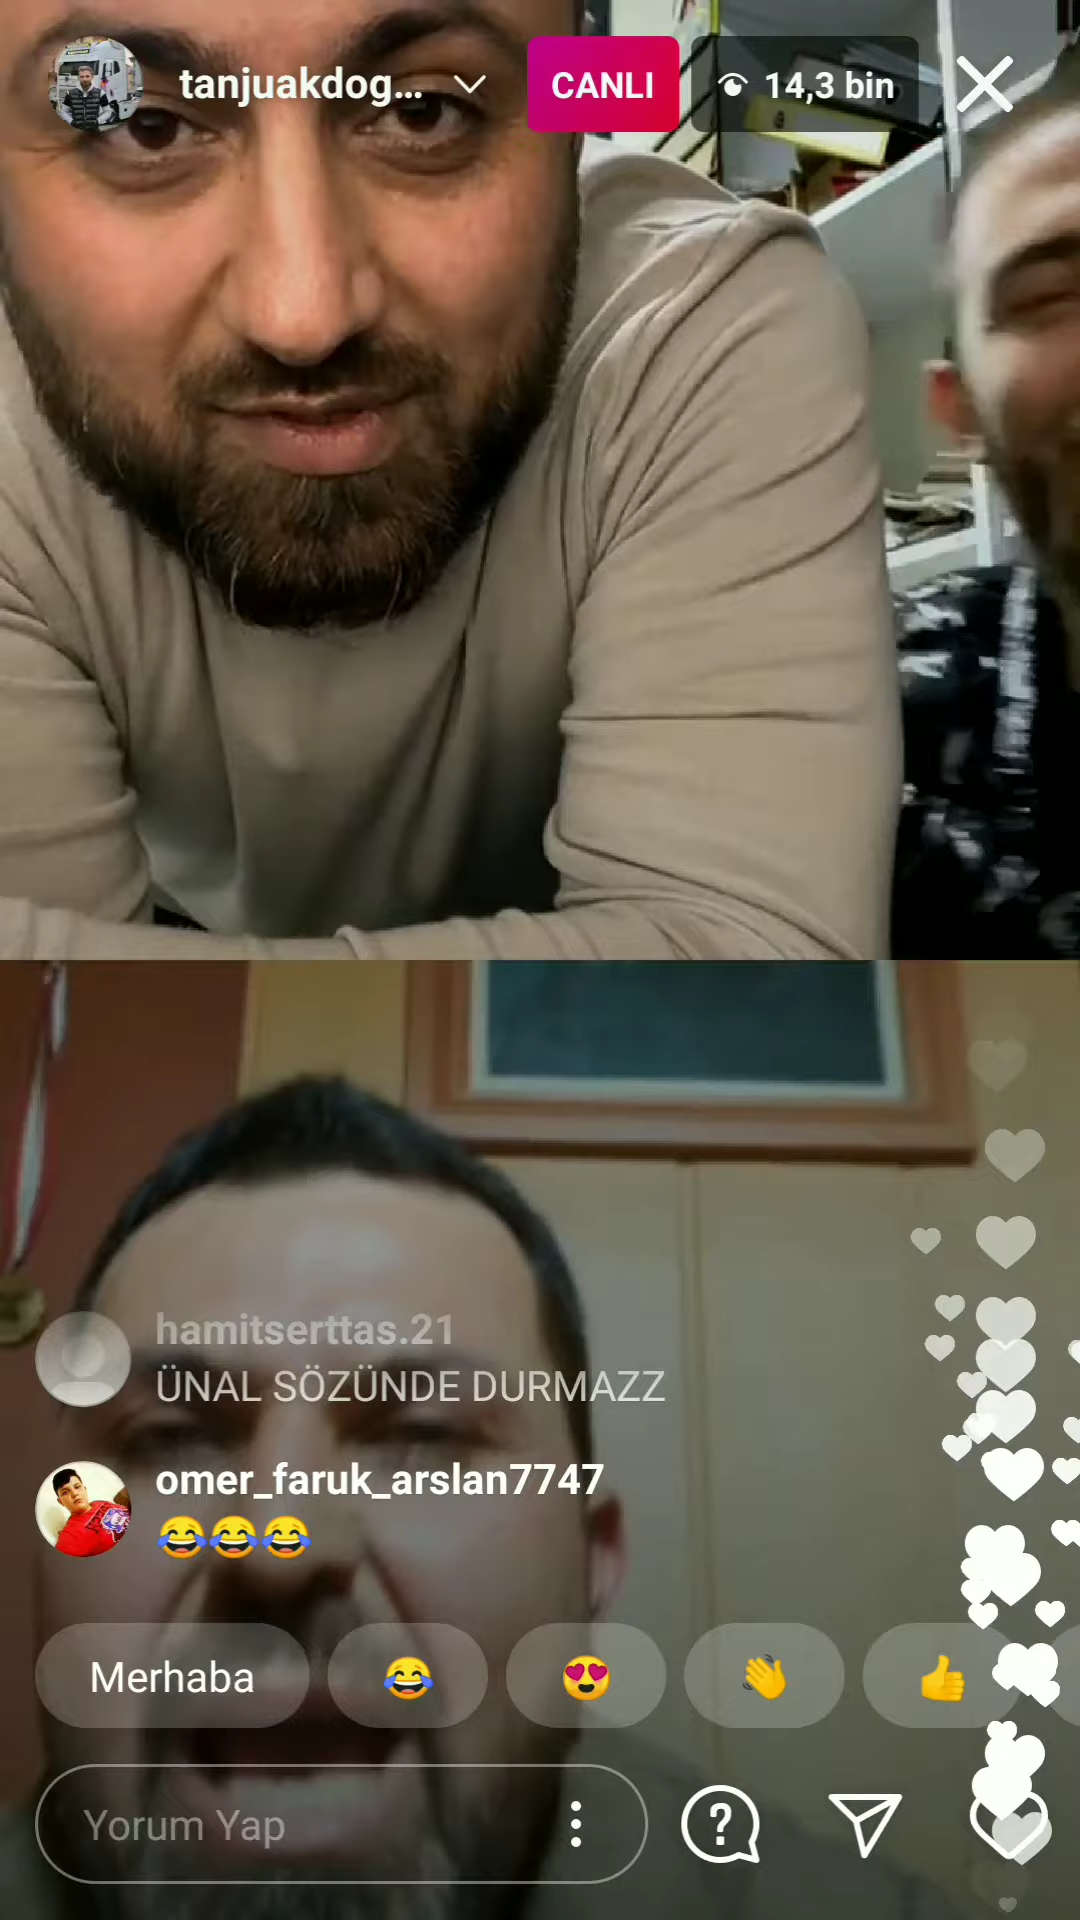 tanjuakdog...
CANLI
14,3 bin
hamitserttas.21
ÜNAL SÖZÜNDE DURMAZZ
omer_faruk_arslan7747
😂😂😂
Merhaba
Yorum Yap